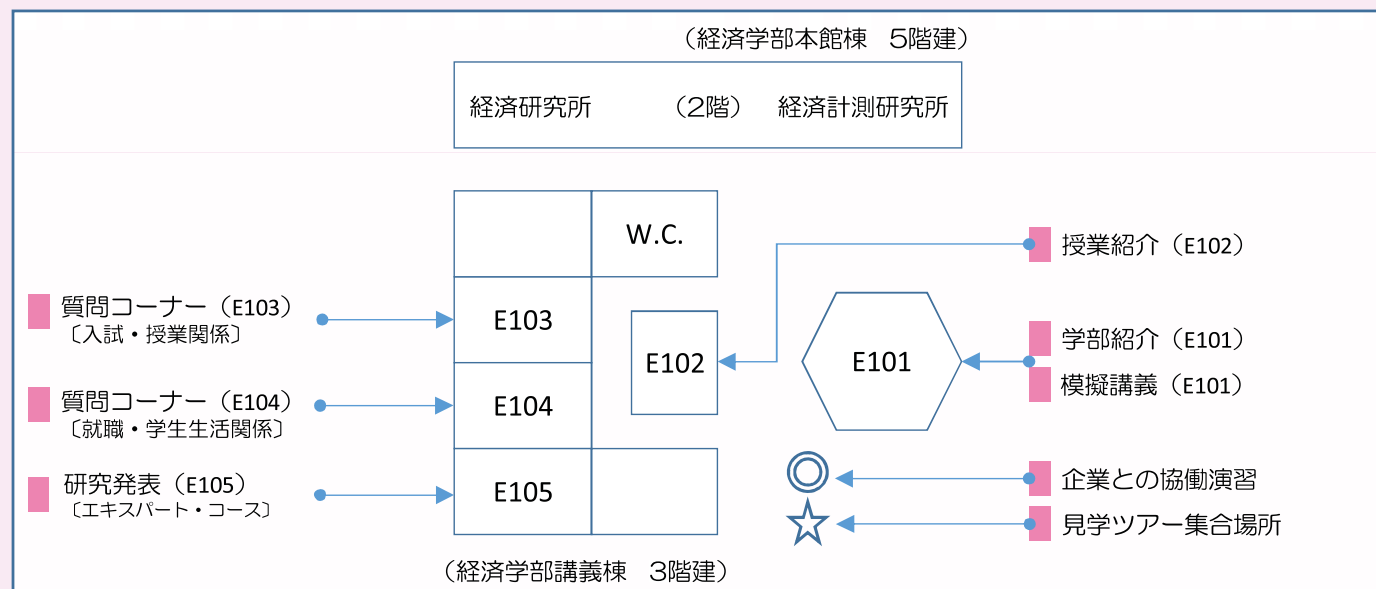 （経済学部本館棟　5階建）
経済研究所　（2階）　経済計測研究所
W.C.
授業紹介（E102）
質問コーナー（E103）
〔入試・授業関係〕
E103
E102
E101
学部紹介（E101）
模擬講義（E101）
質問コーナー（E104）
〔就職・学生生活関係〕
E104
研究発表（E105）
〔エキスパート・コース〕
E105
企業との協働演習
見学ツアー集合場所
（経済学部講義棟　3階建）